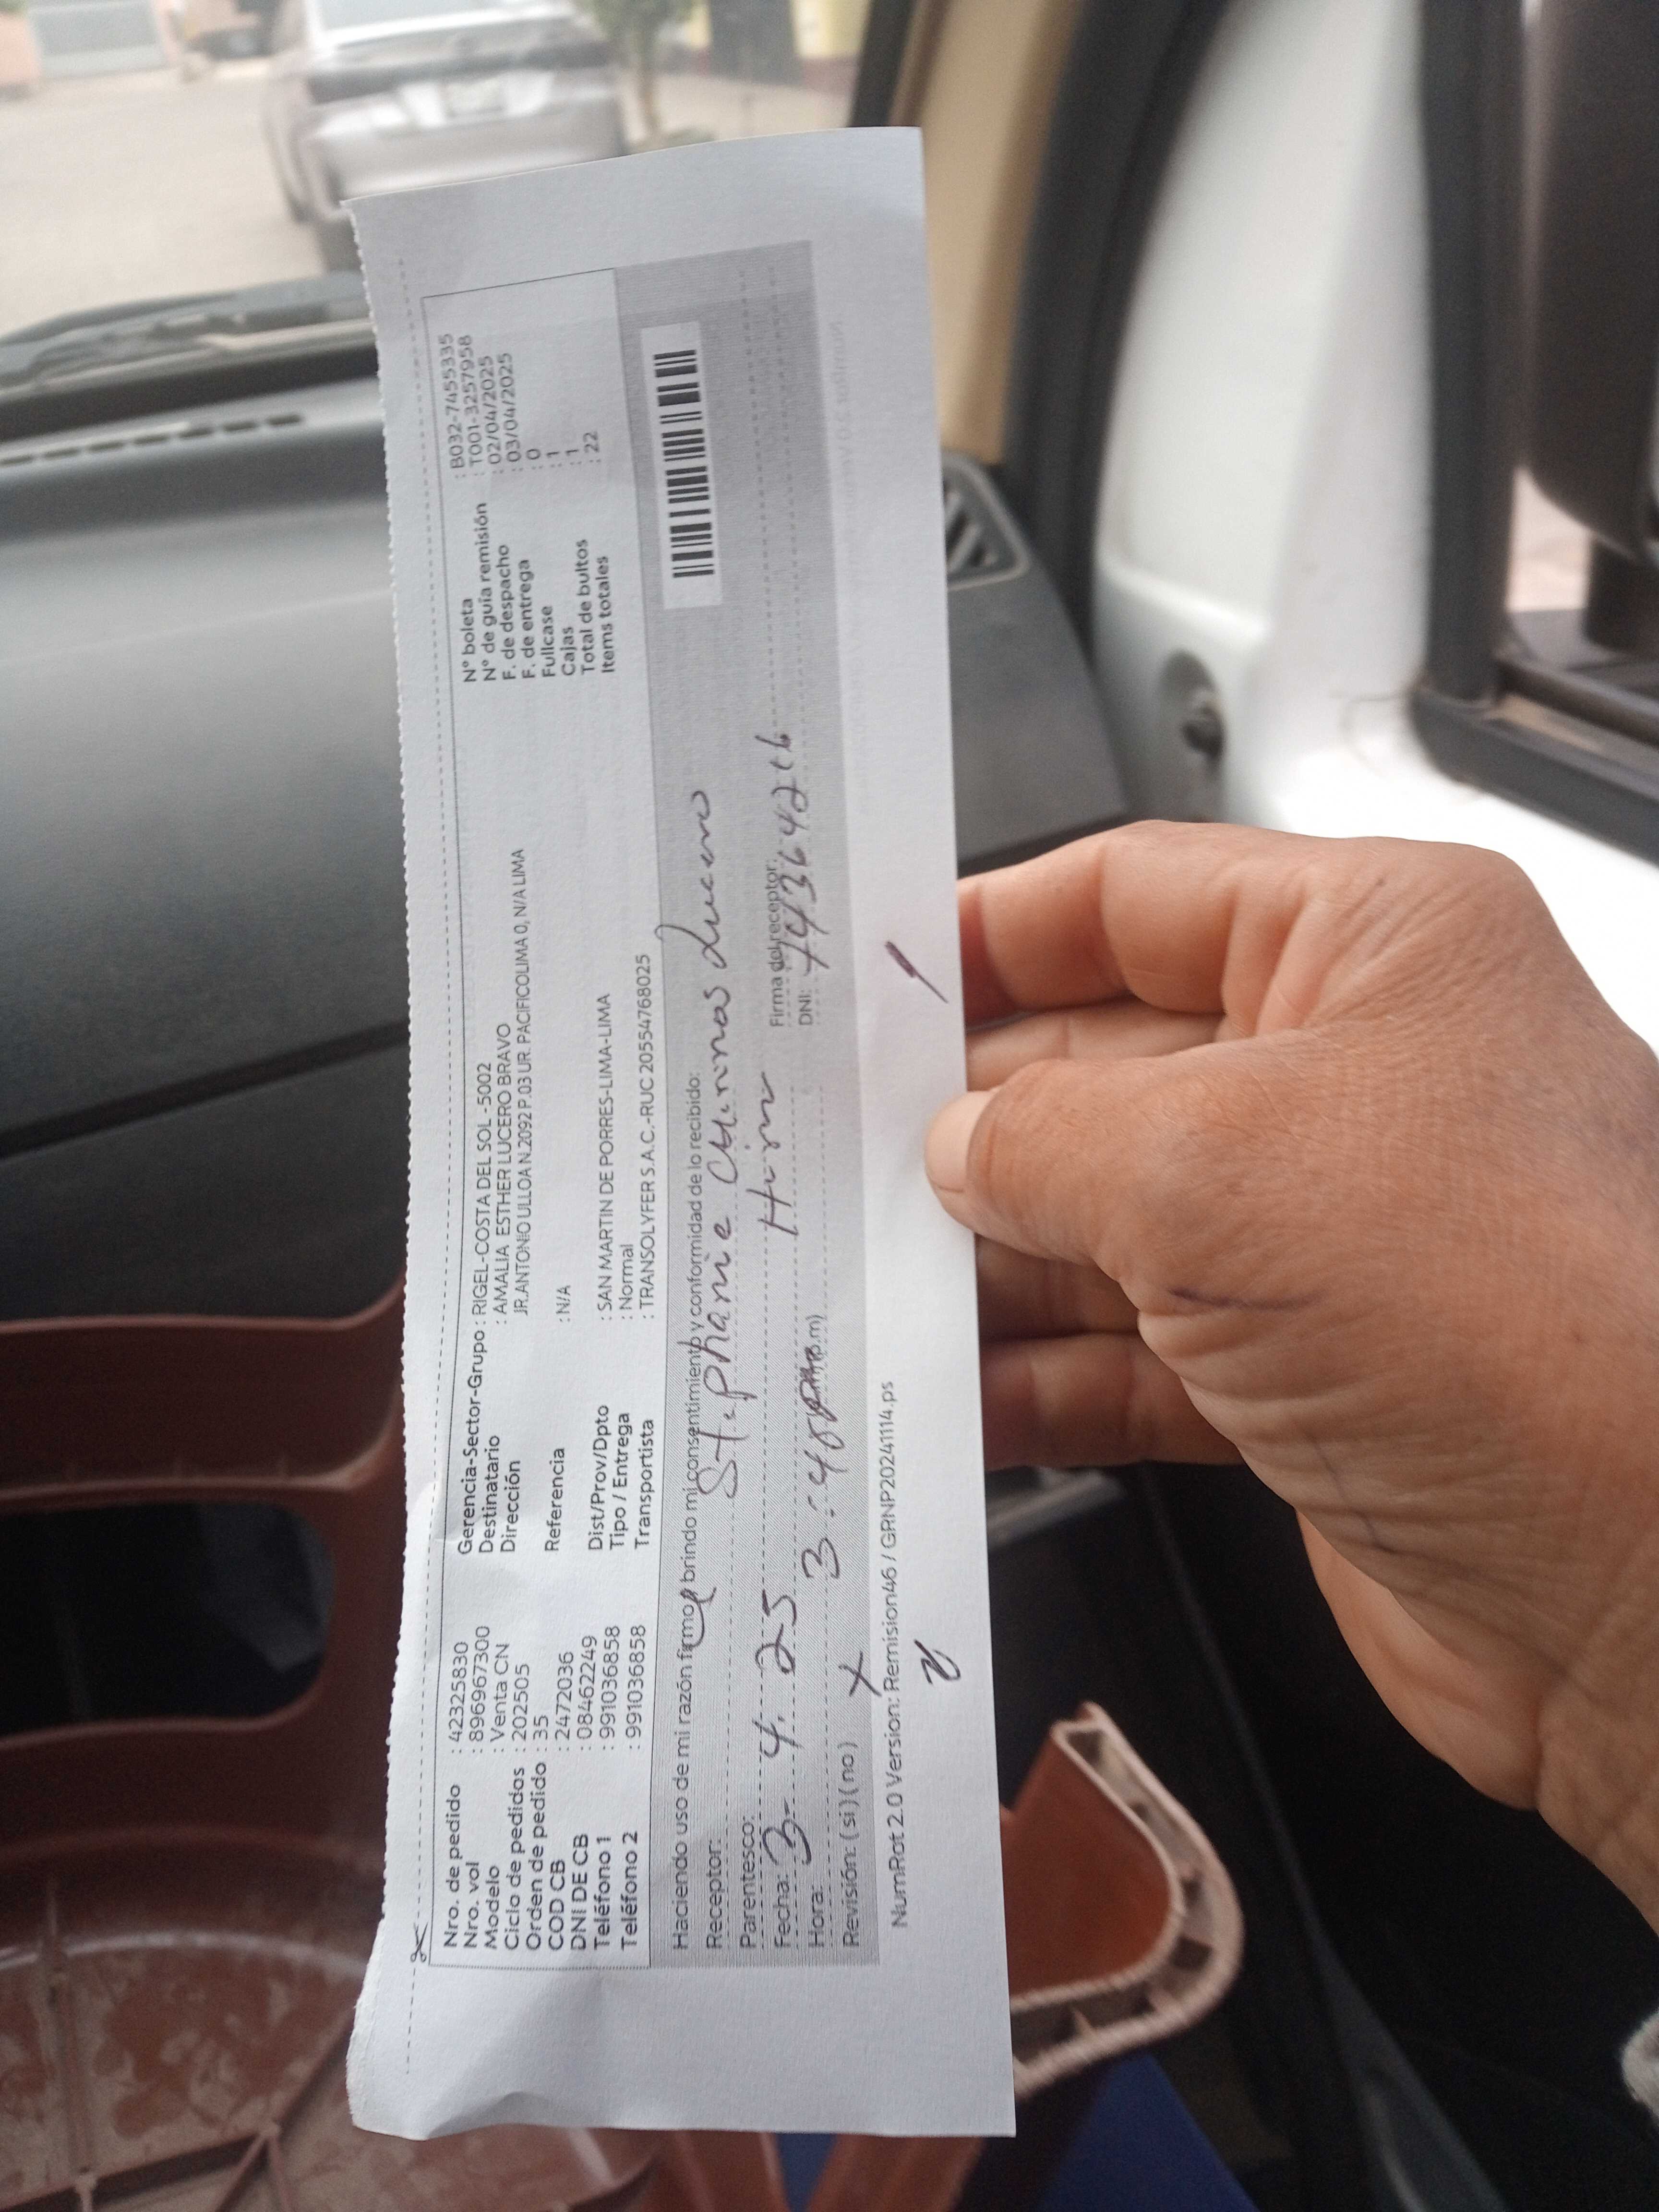 Nro. de pedido : 42325830
Nro. vol : 896967300
Modelo : Venta CN
Ciclo de pedidos : 202505
Orden de pedido : 35
COD CB : 2472036
DNI DE CB : 08462249
Teléfono 1 : 991036858
Teléfono 2 : 991036858
Gerencia-Sector-Grupo : RIGEL-COSTA DEL SOL -5002
Destinatario : AMALIA ESTHER LUCERO BRAVO
Dirección JR.ANTONIO ULLOA N.2092 P.03 UR. PACIFICOLIMA 0, N/A LIMA
Referencia : N/A
Dist/Prov/Dpto : SAN MARTIN DE PORRES-LIMA-LIMA
Tipo / Entrega : Normal
Transportista : TRANSOLYFER S.A.C.-RUC 20554768025
N° boleta : B032-7455335
N° de guía remisión : T001-3257958
F. de despacho : 02/04/2025
F. de entrega : 03/04/2025
Fullcase : 0
Cajas : 1
Total de bultos : 1
Items totales : 22
Haciendo uso de mi razón firmo y brindo mi consentimiento y conformidad de lo recibido:
Receptor: Stephanie Lucero
Parentesco:
Firma del receptor:
Fecha: 3-4.25
DNI:
Hora: 3:40 p.m)
Revisión: (si) (no) X
NumRot 2.0 Version: Remision46 / GRNP20241114.ps